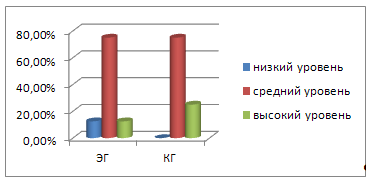 80,00%
60,00%
40,00%
20,00%
0,00%
ЭГ КГ
низкий уровень
средний уровень
высокий уровень